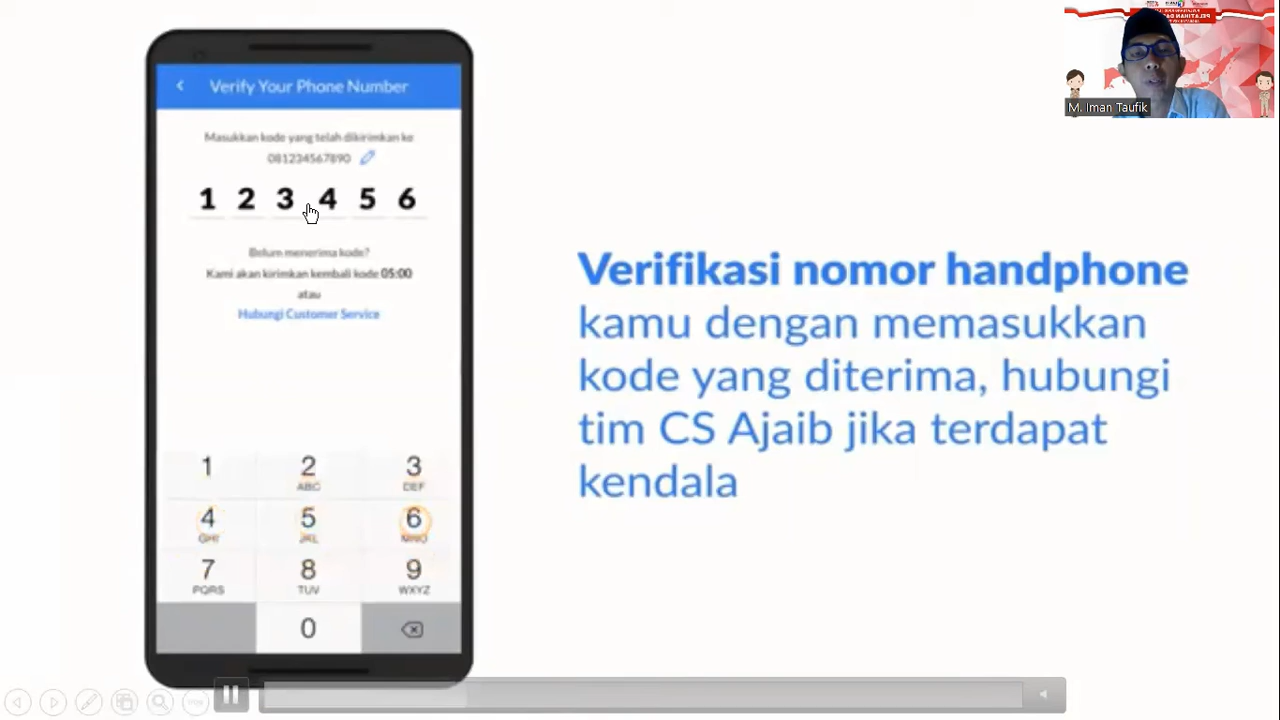 Verify Your Phone Number
Masukkan kode yang telah dikirimkan ke
081234567890
1 2 3 4 5 6
Belum menerima kode?
Kami akan kirimkan kembali kode 05:00
atau
Hubungi Customer Service
1 2 3
ABC DEF
4 5 6
GHI JKL MNO
7 8 9
PQRS TUV WXYZ
0
Verifikasi nomor handphone
kamu dengan memasukkan
kode yang diterima, hubungi
tim CS Ajaib jika terdapat
kendala
M. Iman Taufik